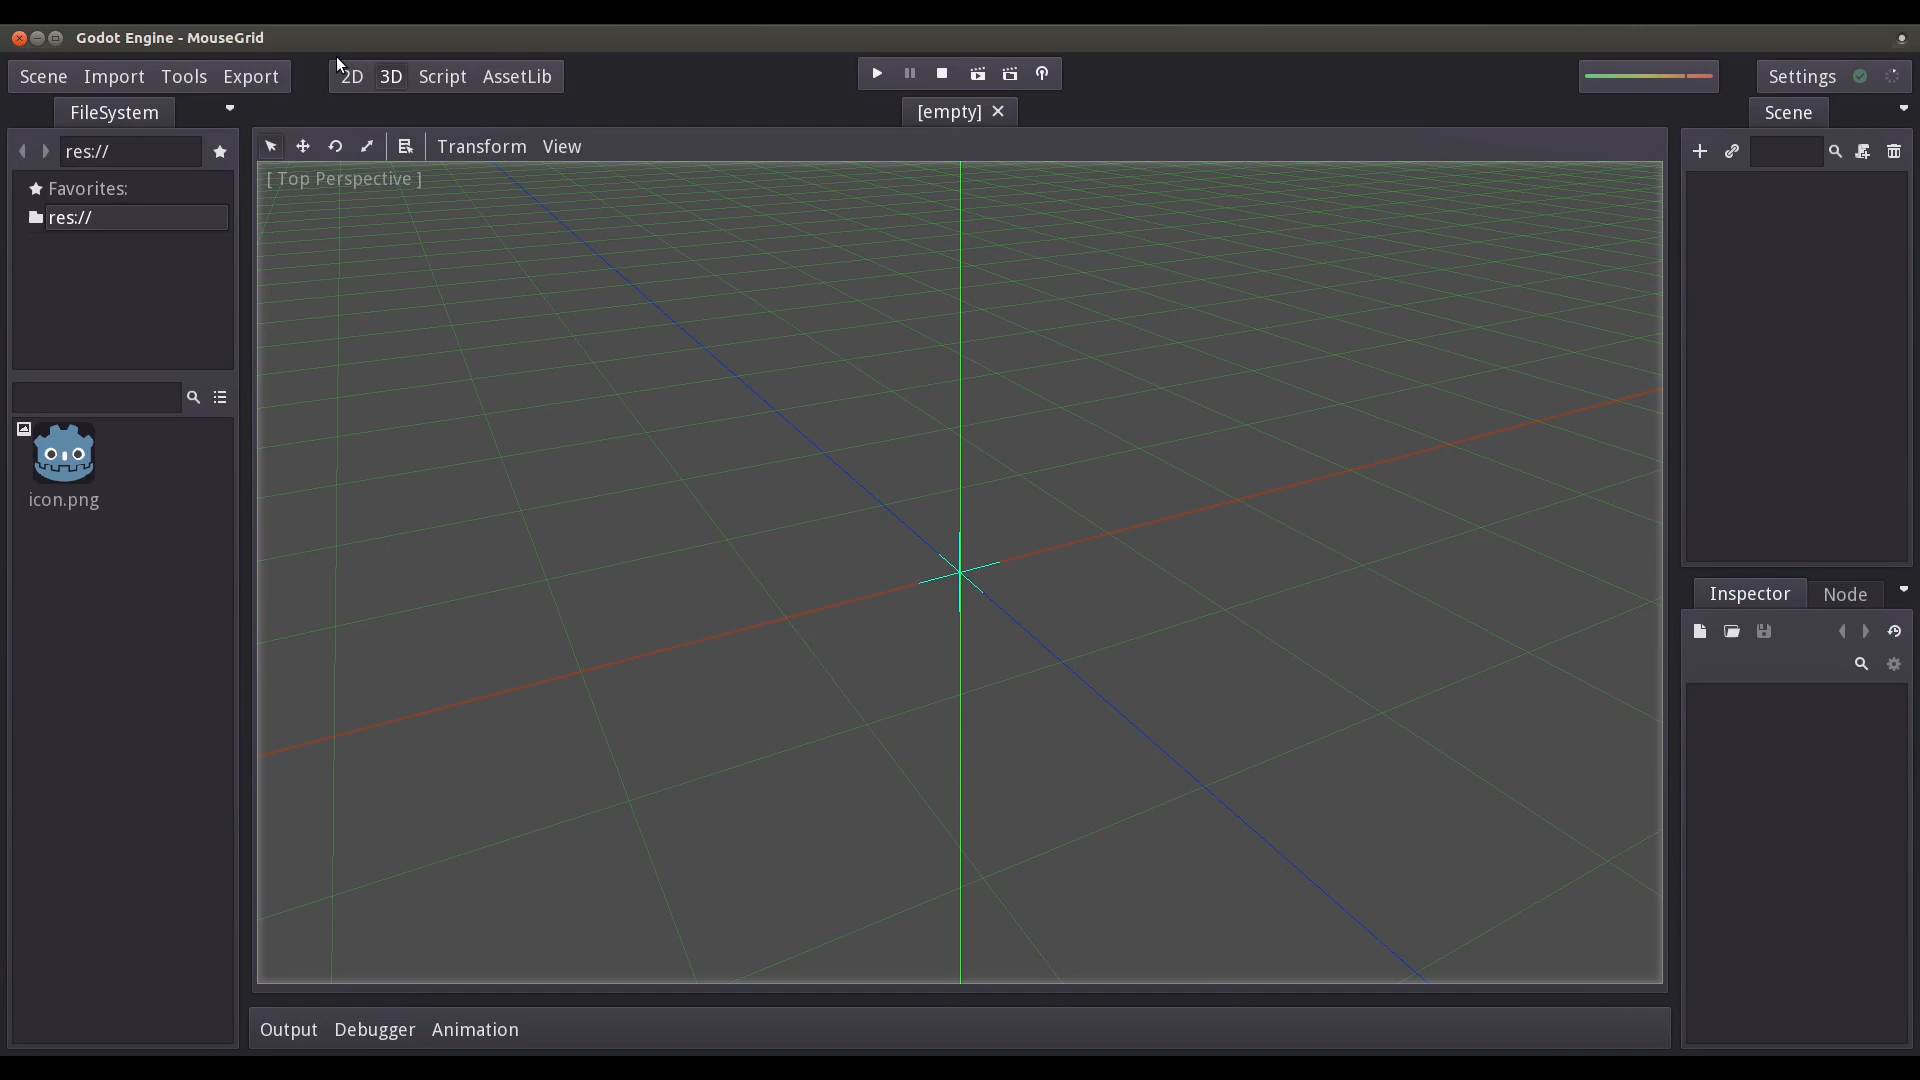 Godot Engine - MouseGrid
Scene Import Tools Export
2D 3D Script AssetLib
Settings
FileSystem
[empty]
Scene
res://
Transform View
[ Top Perspective ]
Favorites:
res://
icon.png
Inspector Node
Output Debugger Animation